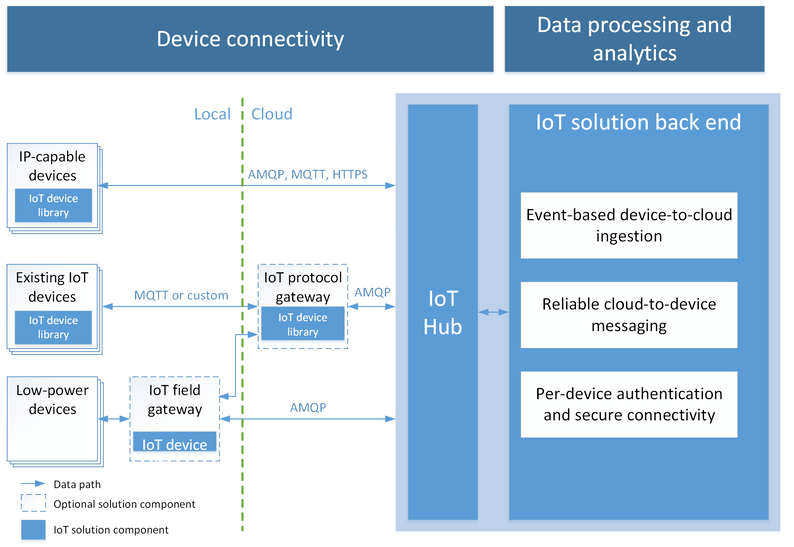 Device connectivity
Data processing and
analytics
Local
Cloud
IoT solution back end
IP-capable
devices
IoT device
library
AMQP, MQTT, HTTPS
Event-based device-to-cloud
ingestion
Existing IoT
devices
IoT device
library
MQTT or custom
IoT protocol
gateway
IoT device
library
AMQP
IoT
Hub
Reliable cloud-to-device
messaging
Low-power
devices
IoT field
gateway
IoT device
AMQP
Per-device authentication
and secure connectivity
Data path
Optional solution component
IoT solution component